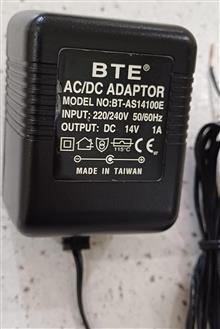 BTE
AC/DC ADAPTOR
MODEL NO:BT-AS14100E
INPUT; 220/240V 50/60Hz
OUTPUT: DC 14V 1A
115°C
MADE IN TAIWAN